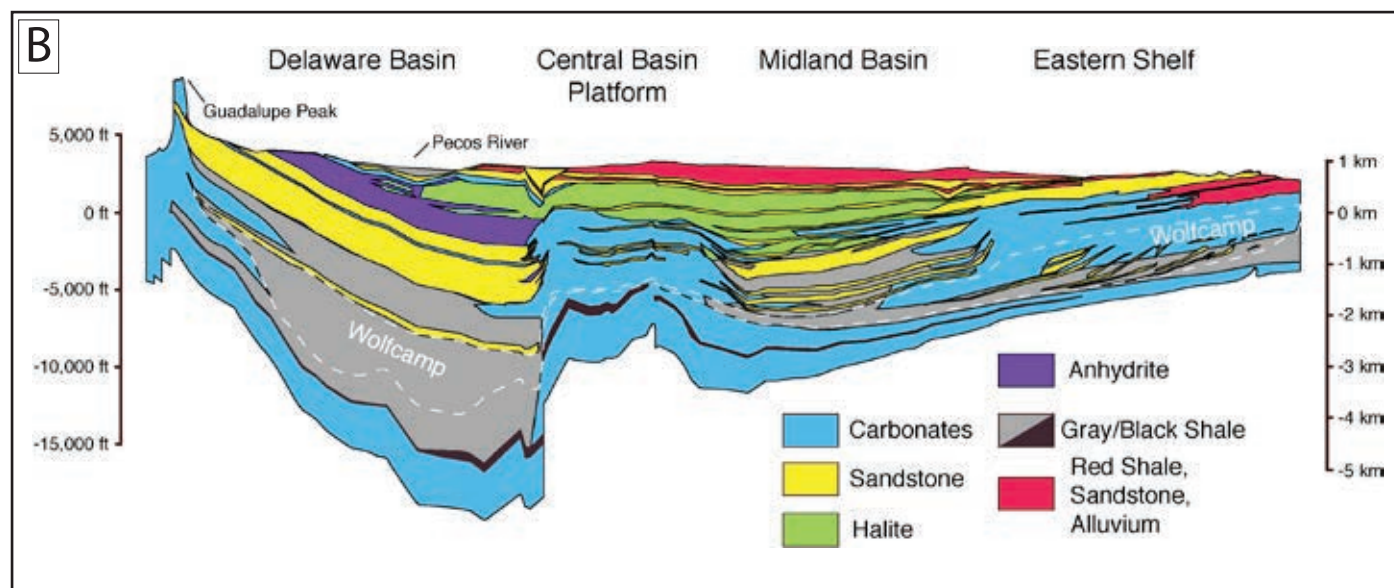 B
Delaware Basin
Central Basin
Platform
Midland Basin
Eastern Shelf
Guadalupe Peak
Pecos River
5,000 ft
0 ft
-5,000 ft
-10,000 ft
-15,000 ft
1 km
0 km
-1 km
-2 km
-3 km
-4 km
-5 km
Wolfcamp
Wolfcamp
Carbonates
Sandstone
Halite
Anhydrite
Gray/Black Shale
Red Shale,
Sandstone,
Alluvium